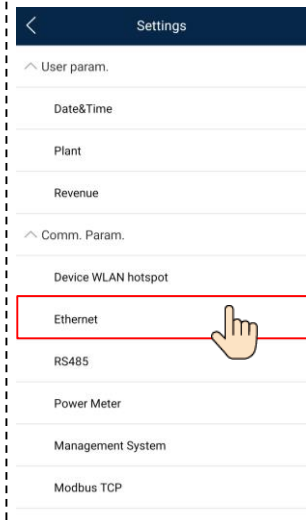 Settings
User param.
Date&Time
Plant
Revenue
Comm. Param.
Device WLAN hotspot
Ethernet
RS485
Power Meter
Management System
Modbus TCP